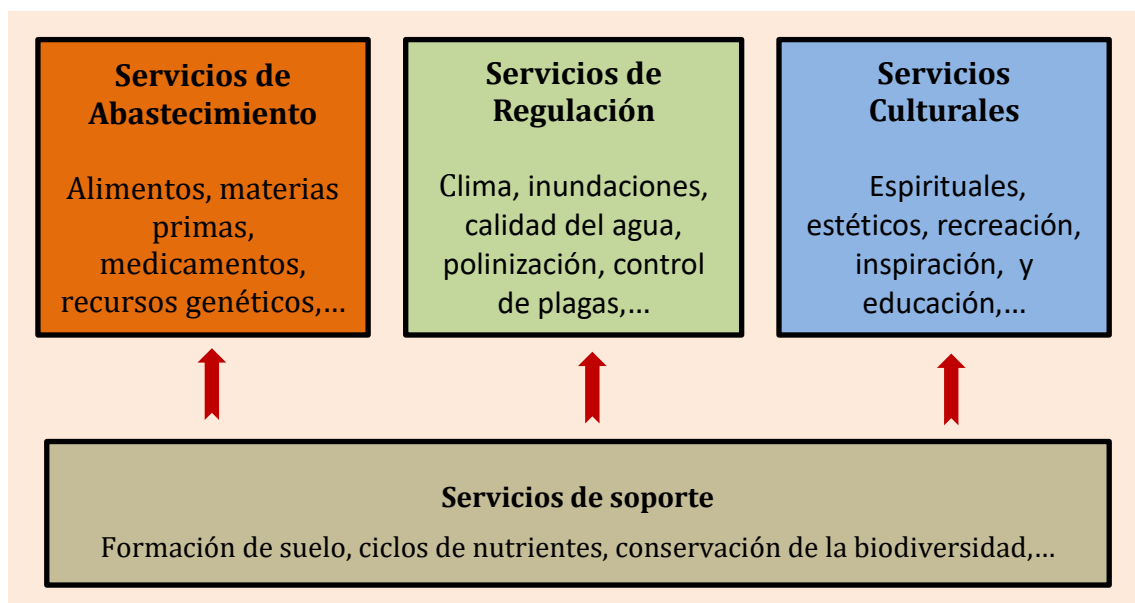 Servicios de
Abastecimiento
Alimentos, materias
primas,
medicamentos,
recursos genéticos,...
Servicios de
Regulación
Clima, inundaciones,
calidad del agua,
polinización, control
de plagas,...
Servicios
Culturales
Espirituales,
estéticos, recreación,
inspiración, y
educación,...
Servicios de soporte
Formación de suelo, ciclos de nutrientes, conservación de la biodiversidad,...